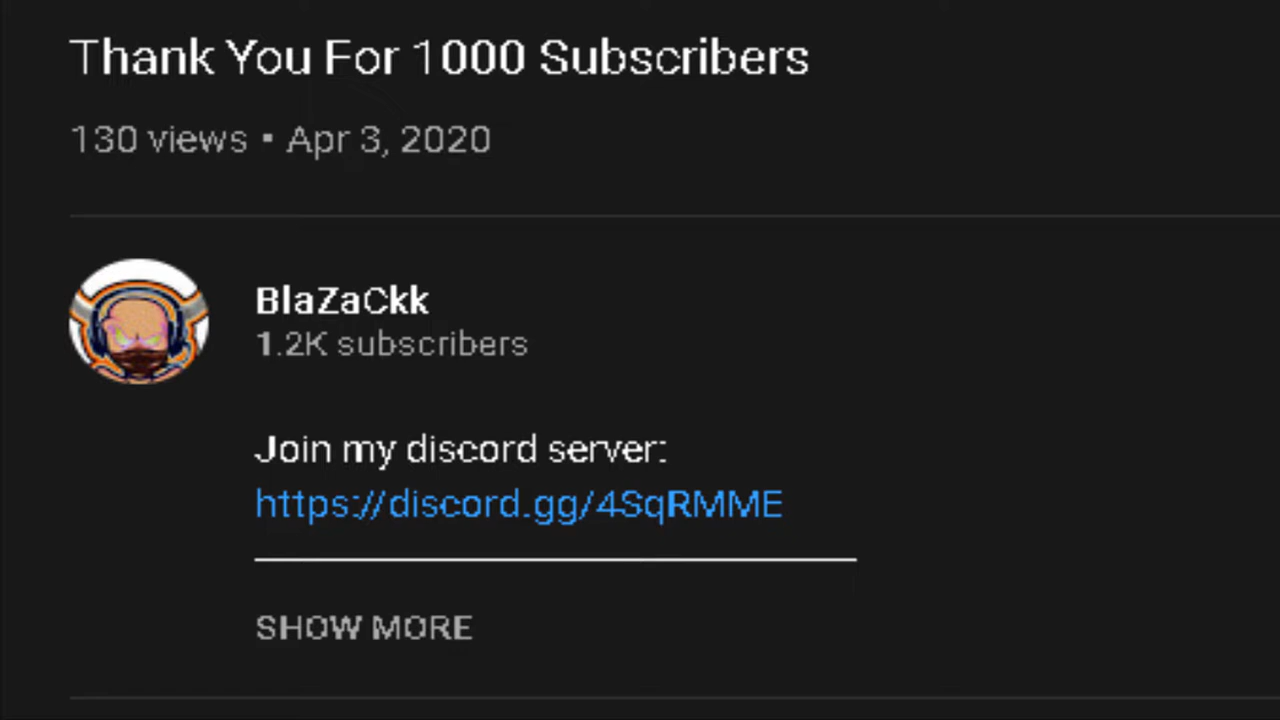 Thank You For 1000 Subscribers
130 views • Apr 3, 2020
BlaZaCkk
1.2K subscribers
Join my discord server:
https://discord.gg/4SqRMME
SHOW MORE